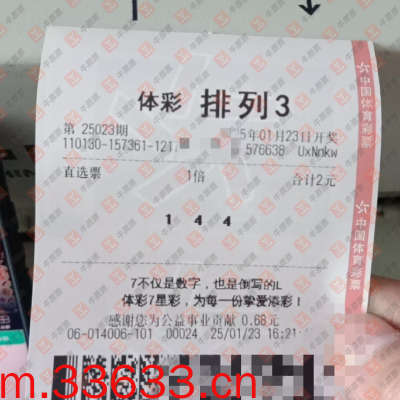 体彩 排列3
第 25023期 5年01月23日开奖
110130-157361-121 576638 UxNnkw
直选票 1倍 合计2元
1 4 4
7不仅是数字，也是倒写的L
体彩7星彩，为每一份挚爱添彩！
感谢您为公益事业贡献 0.68元
06-014006-101 00024 25/01/23 16:21
中国体育彩票
中国体育彩票
m.33633.cn